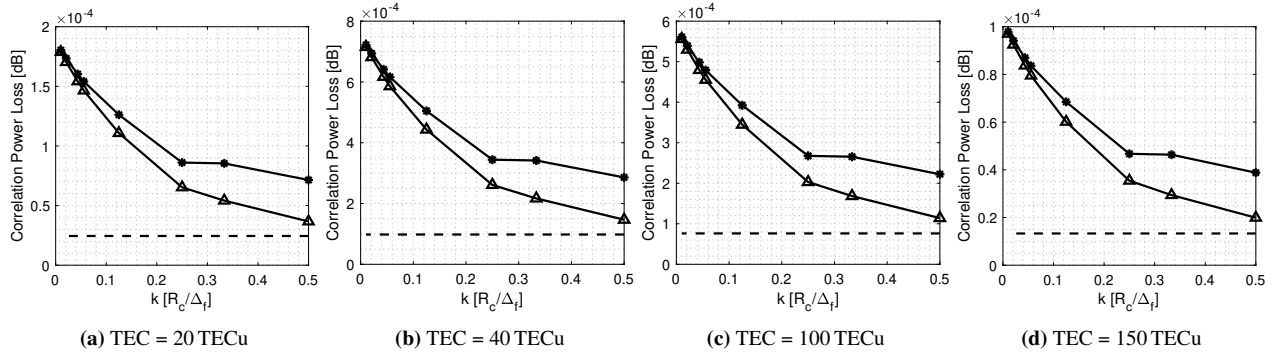 ×10⁻⁴
2
1.5
1
0.5
0
Correlation Power Loss [dB]
0 0.1 0.2 0.3 0.4 0.5
k [R_c/Δ_f]
(a) TEC = 20 TECu
×10⁻⁴
8
6
4
2
0
Correlation Power Loss [dB]
0 0.1 0.2 0.3 0.4 0.5
k [R_c/Δ_f]
(b) TEC = 40 TECu
×10⁻⁴
6
5
4
3
2
1
0
Correlation Power Loss [dB]
0 0.1 0.2 0.3 0.4 0.5
k [R_c/Δ_f]
(c) TEC = 100 TECu
×10⁻⁴
1
0.8
0.6
0.4
0.2
0
Correlation Power Loss [dB]
0 0.1 0.2 0.3 0.4 0.5
k [R_c/Δ_f]
(d) TEC = 150 TECu